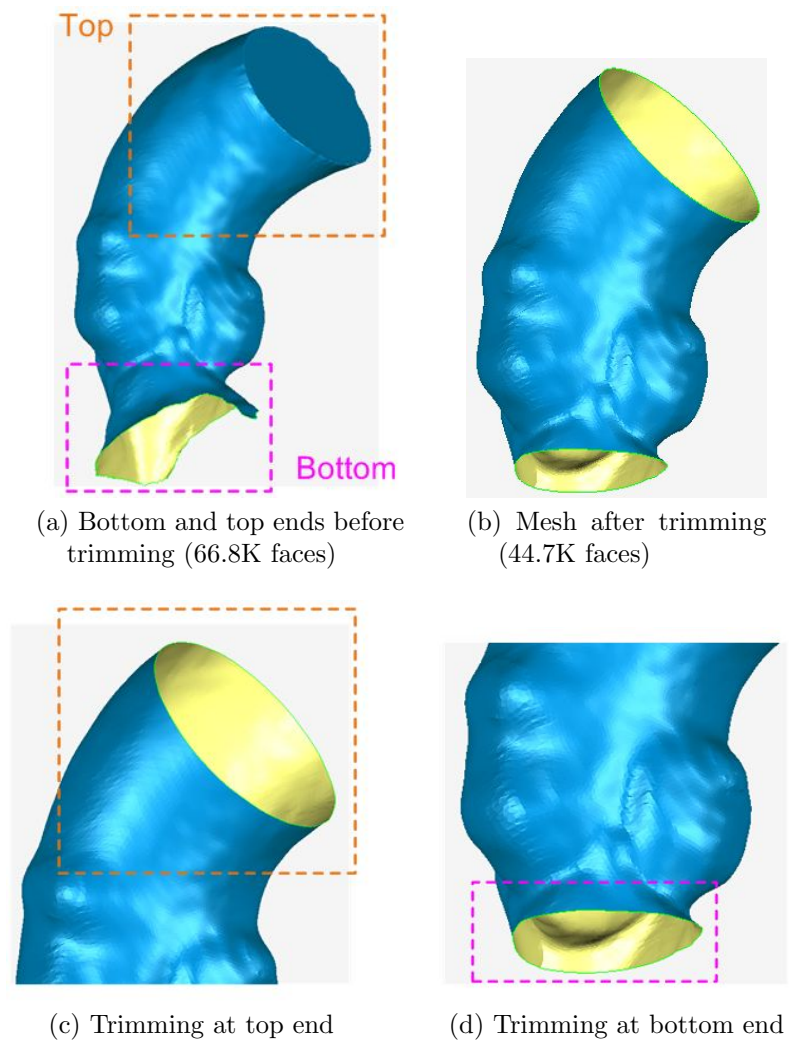 Top
Bottom
(a) Bottom and top ends before
trimming (66.8K faces)
(b) Mesh after trimming
(44.7K faces)
(c) Trimming at top end
(d) Trimming at bottom end